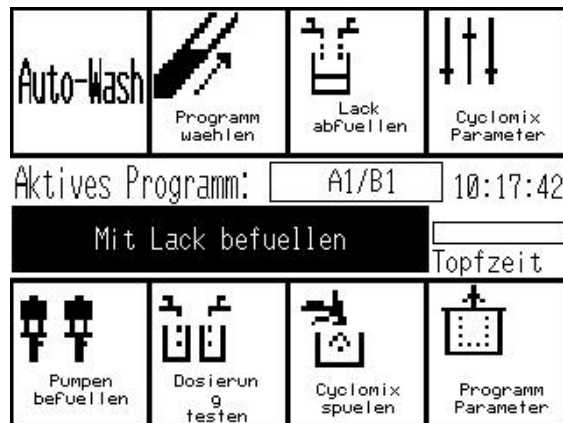 Auto-Wash
Programm
waehlen
Lack
abfuellen
Cyclomix
Parameter
Aktives Programm: A1/B1 10:17:42
Mit Lack befuellen
Topfzeit
Pumpen
befuellen
Dosierun
g
testen
Cyclomix
spuelen
Programm
Parameter